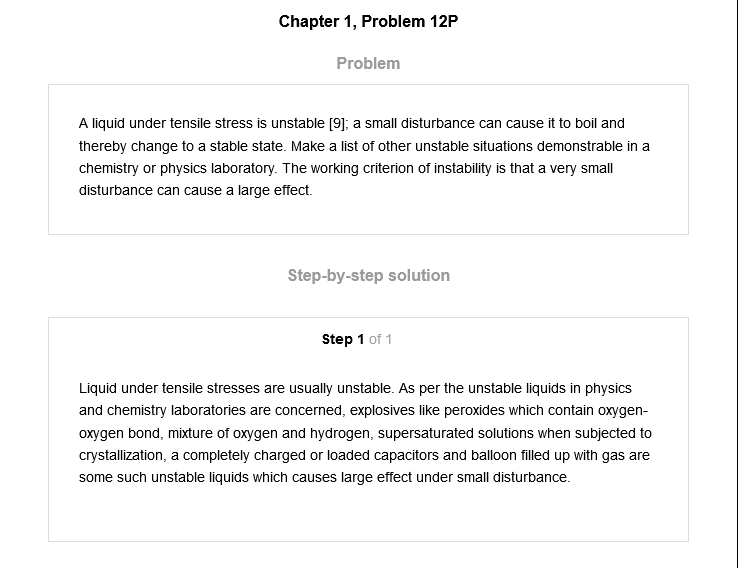 Chapter 1, Problem 12P
Problem
A liquid under tensile stress is unstable [9]; a small disturbance can cause it to boil and
thereby change to a stable state. Make a list of other unstable situations demonstrable in a
chemistry or physics laboratory. The working criterion of instability is that a very small
disturbance can cause a large effect.
Step-by-step solution
Step 1 of 1
Liquid under tensile stresses are usually unstable. As per the unstable liquids in physics
and chemistry laboratories are concerned, explosives like peroxides which contain oxygen-
oxygen bond, mixture of oxygen and hydrogen, supersaturated solutions when subjected to
crystallization, a completely charged or loaded capacitors and balloon filled up with gas are
some such unstable liquids which causes large effect under small disturbance.